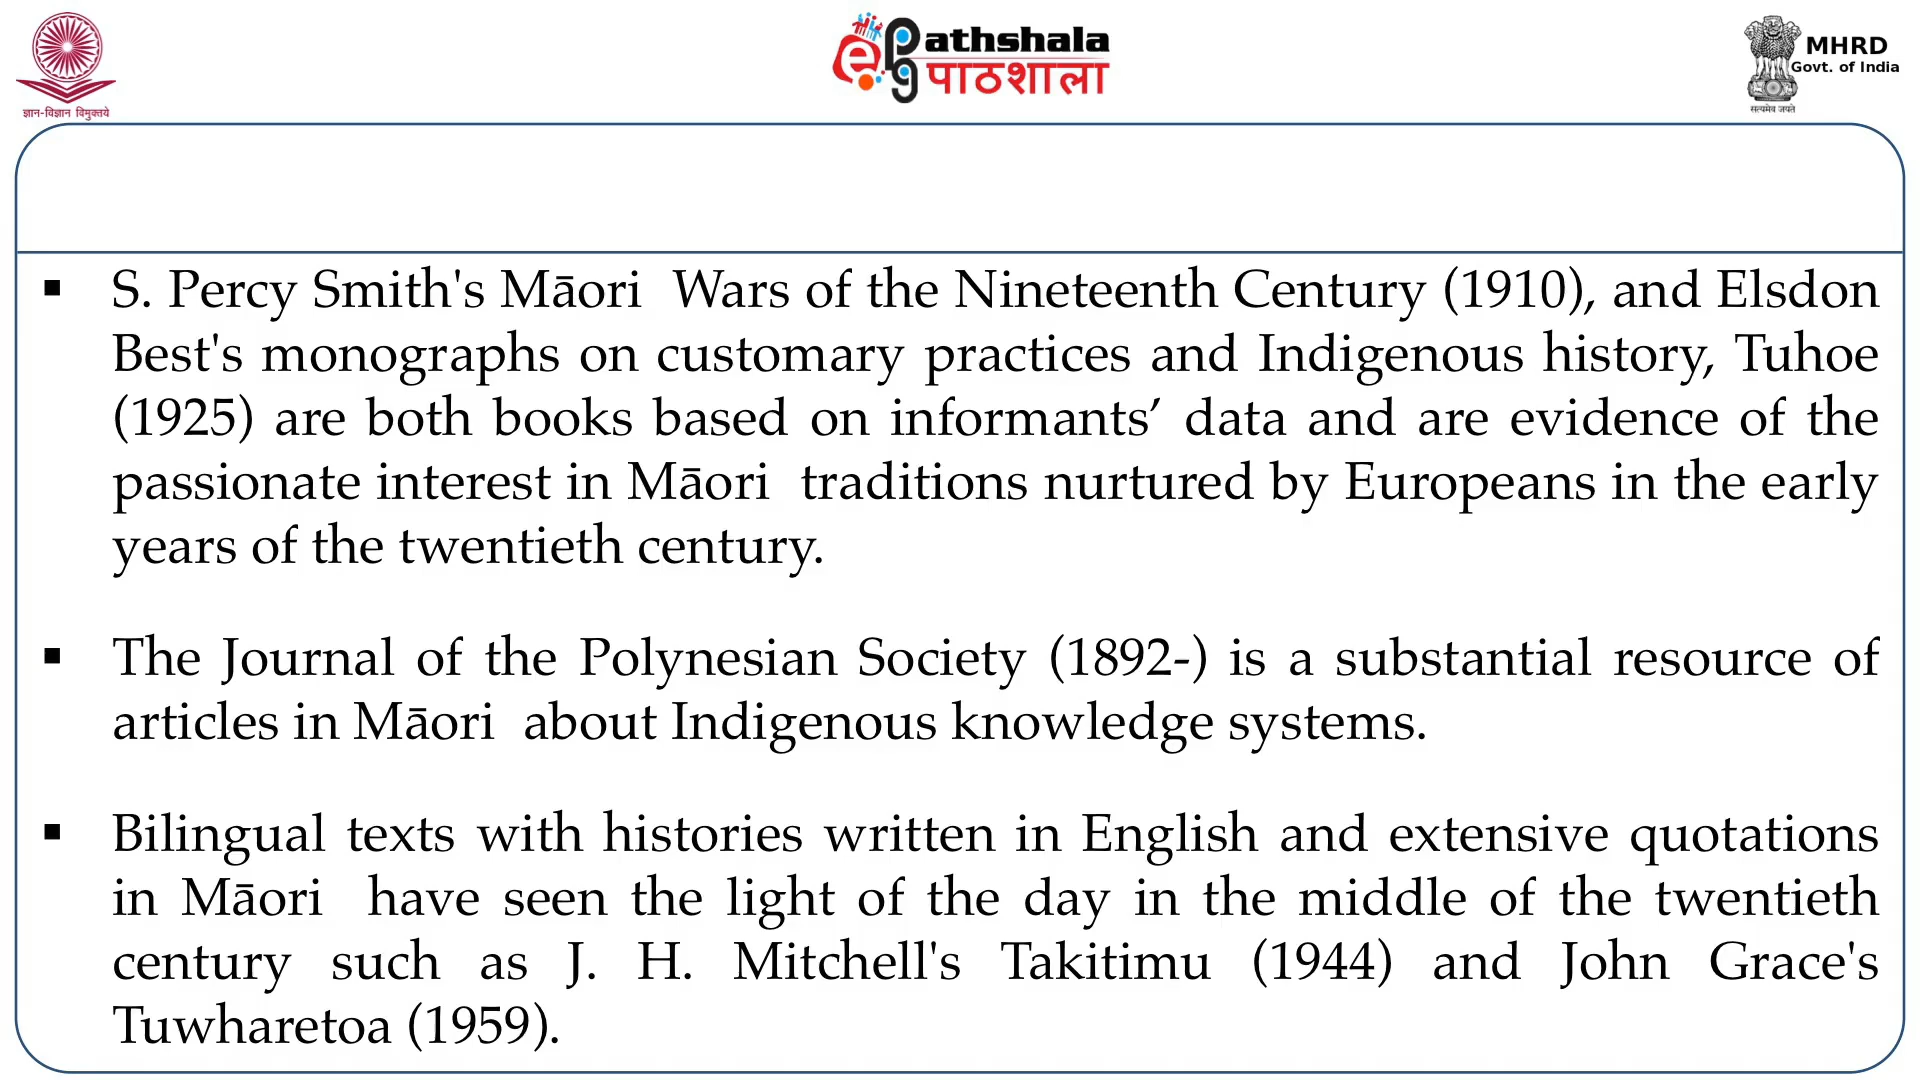 ज्ञान-विज्ञान विमुक्तये
e Pg Pathshala
पाठशाला
MHRD
Govt. of India
सत्यमेव जयते
▪ S. Percy Smith's Māori Wars of the Nineteenth Century (1910), and Elsdon
Best's monographs on customary practices and Indigenous history, Tuhoe
(1925) are both books based on informants’ data and are evidence of the
passionate interest in Māori traditions nurtured by Europeans in the early
years of the twentieth century.
▪ The Journal of the Polynesian Society (1892-) is a substantial resource of
articles in Māori about Indigenous knowledge systems.
▪ Bilingual texts with histories written in English and extensive quotations
in Māori have seen the light of the day in the middle of the twentieth
century such as J. H. Mitchell's Takitimu (1944) and John Grace's
Tuwharetoa (1959).